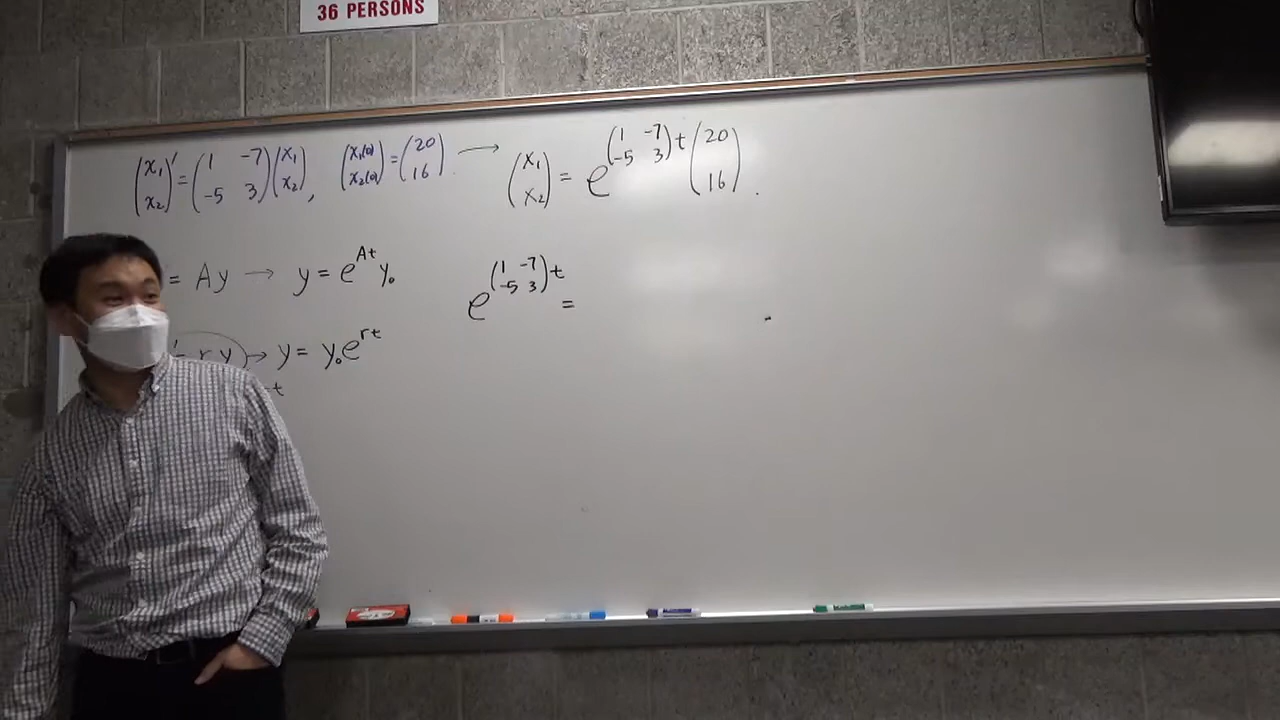 36 PERSONS
(x₁ x₂)' = (1 -7 -5 3)(x₁ x₂), (x₁(0) x₂(0)) = (20 16). → (x₁ x₂) = e^(1 -7 -5 3)t (20 16).
= Ay → y = e^At y₀
e^(1 -7 -5 3)t =
' = ry) → y = y₀e^rt
t